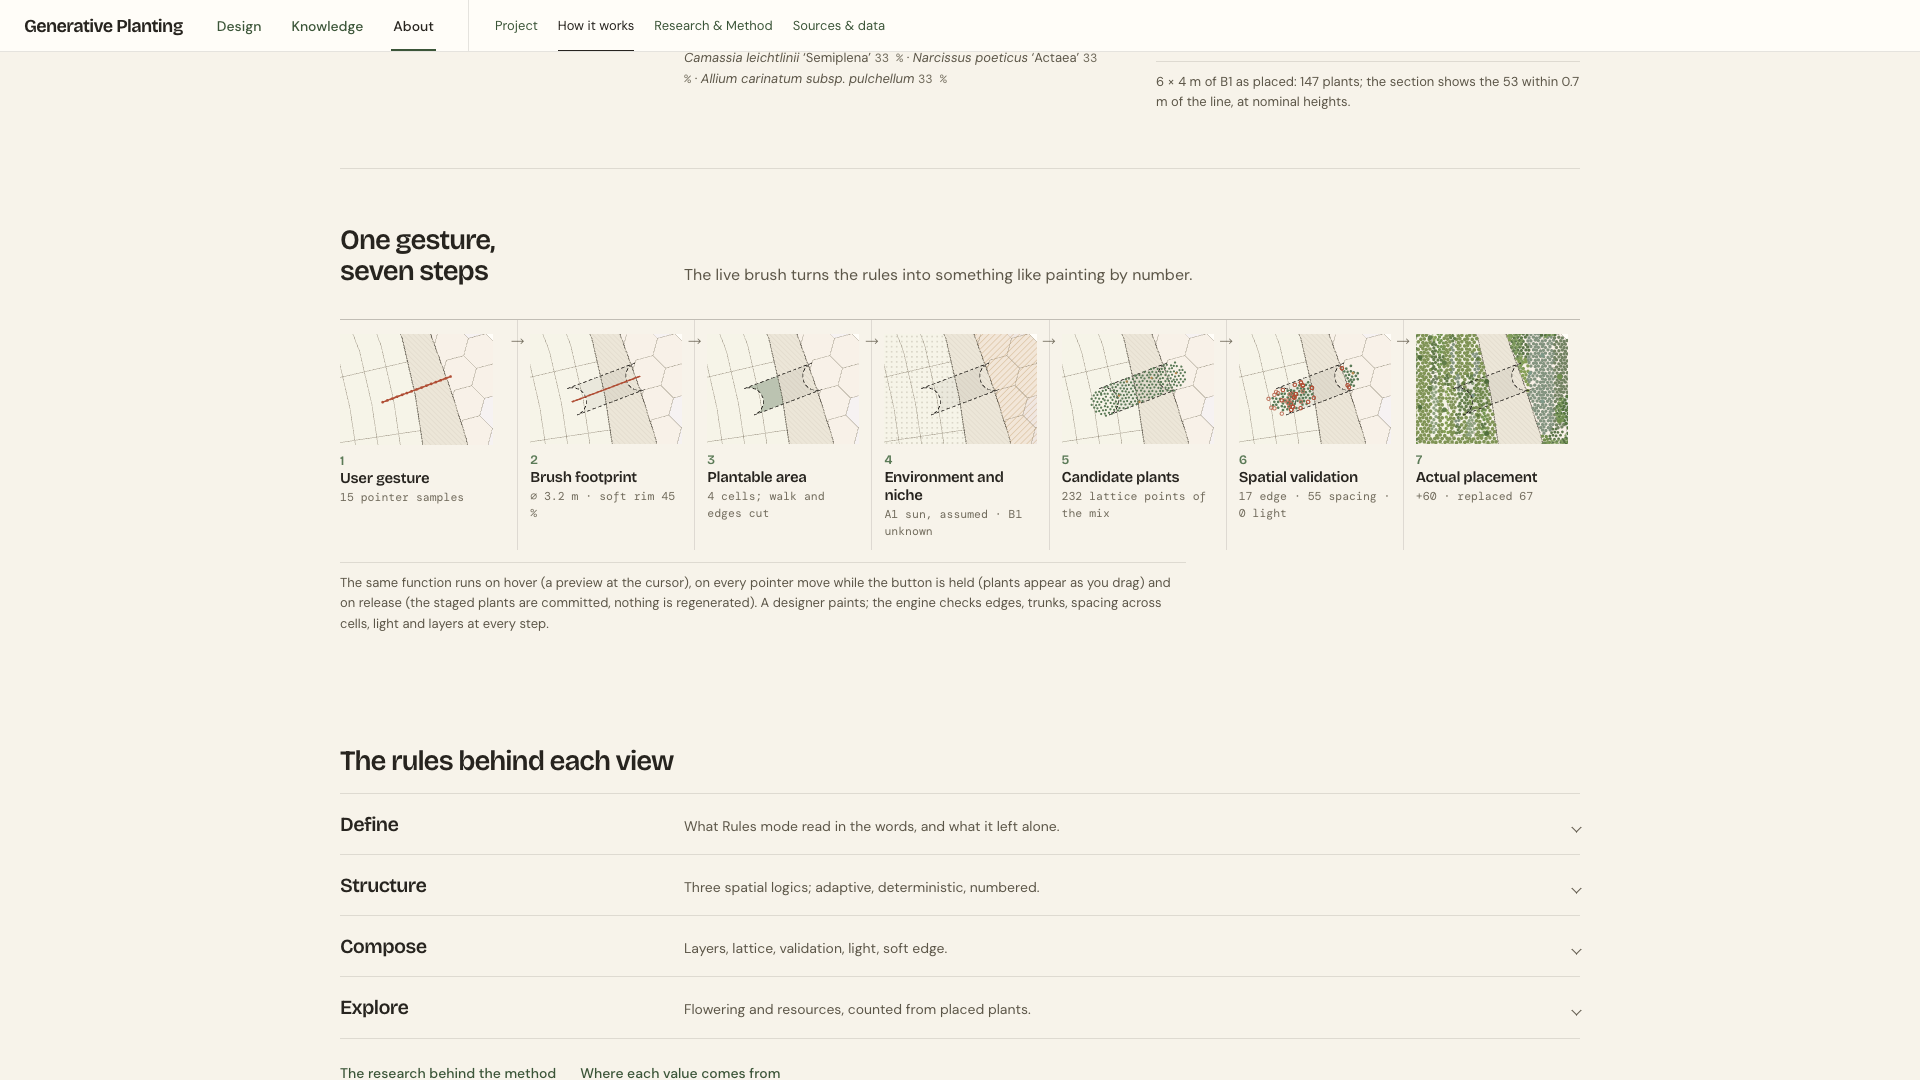 Generative Planting
Design
Knowledge
About
Project
How it works
Research & Method
Sources & data
Camassia leichtlinii ‘Semiplena’ 33 % · Narcissus poeticus ‘Actaea’ 33
% · Allium carinatum subsp. pulchellum 33 %
6 × 4 m of B1 as placed: 147 plants; the section shows the 53 within 0.7
m of the line, at nominal heights.
One gesture,
seven steps
The live brush turns the rules into something like painting by number.
→
→
→
→
→
→
1
User gesture
15 pointer samples
2
Brush footprint
⌀ 3.2 m · soft rim 45
%
3
Plantable area
4 cells; walk and
edges cut
4
Environment and
niche
A1 sun, assumed · B1
unknown
5
Candidate plants
232 lattice points of
the mix
6
Spatial validation
17 edge · 55 spacing ·
0 light
7
Actual placement
+60 · replaced 67
The same function runs on hover (a preview at the cursor), on every pointer move while the button is held (plants appear as you drag) and
on release (the staged plants are committed, nothing is regenerated). A designer paints; the engine checks edges, trunks, spacing across
cells, light and layers at every step.
The rules behind each view
Define
What Rules mode read in the words, and what it left alone.
Structure
Three spatial logics; adaptive, deterministic, numbered.
Compose
Layers, lattice, validation, light, soft edge.
Explore
Flowering and resources, counted from placed plants.
The research behind the method
Where each value comes from